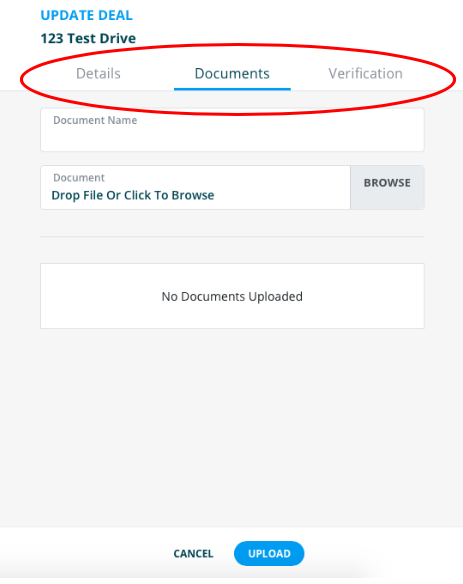 UPDATE DEAL
123 Test Drive
Details Documents Verification
Document Name
Document
Drop File Or Click To Browse BROWSE
No Documents Uploaded
CANCEL UPLOAD